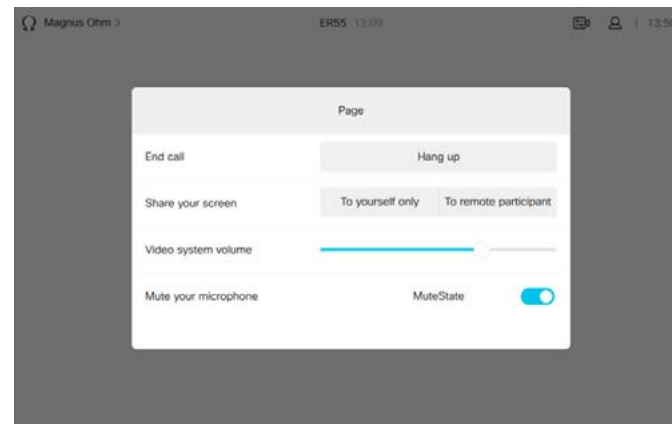 Magnus Ohm >
ER55 13:09
13:50
Page
End call Hang up
Share your screen To yourself only To remote participant
Video system volume
Mute your microphone MuteState